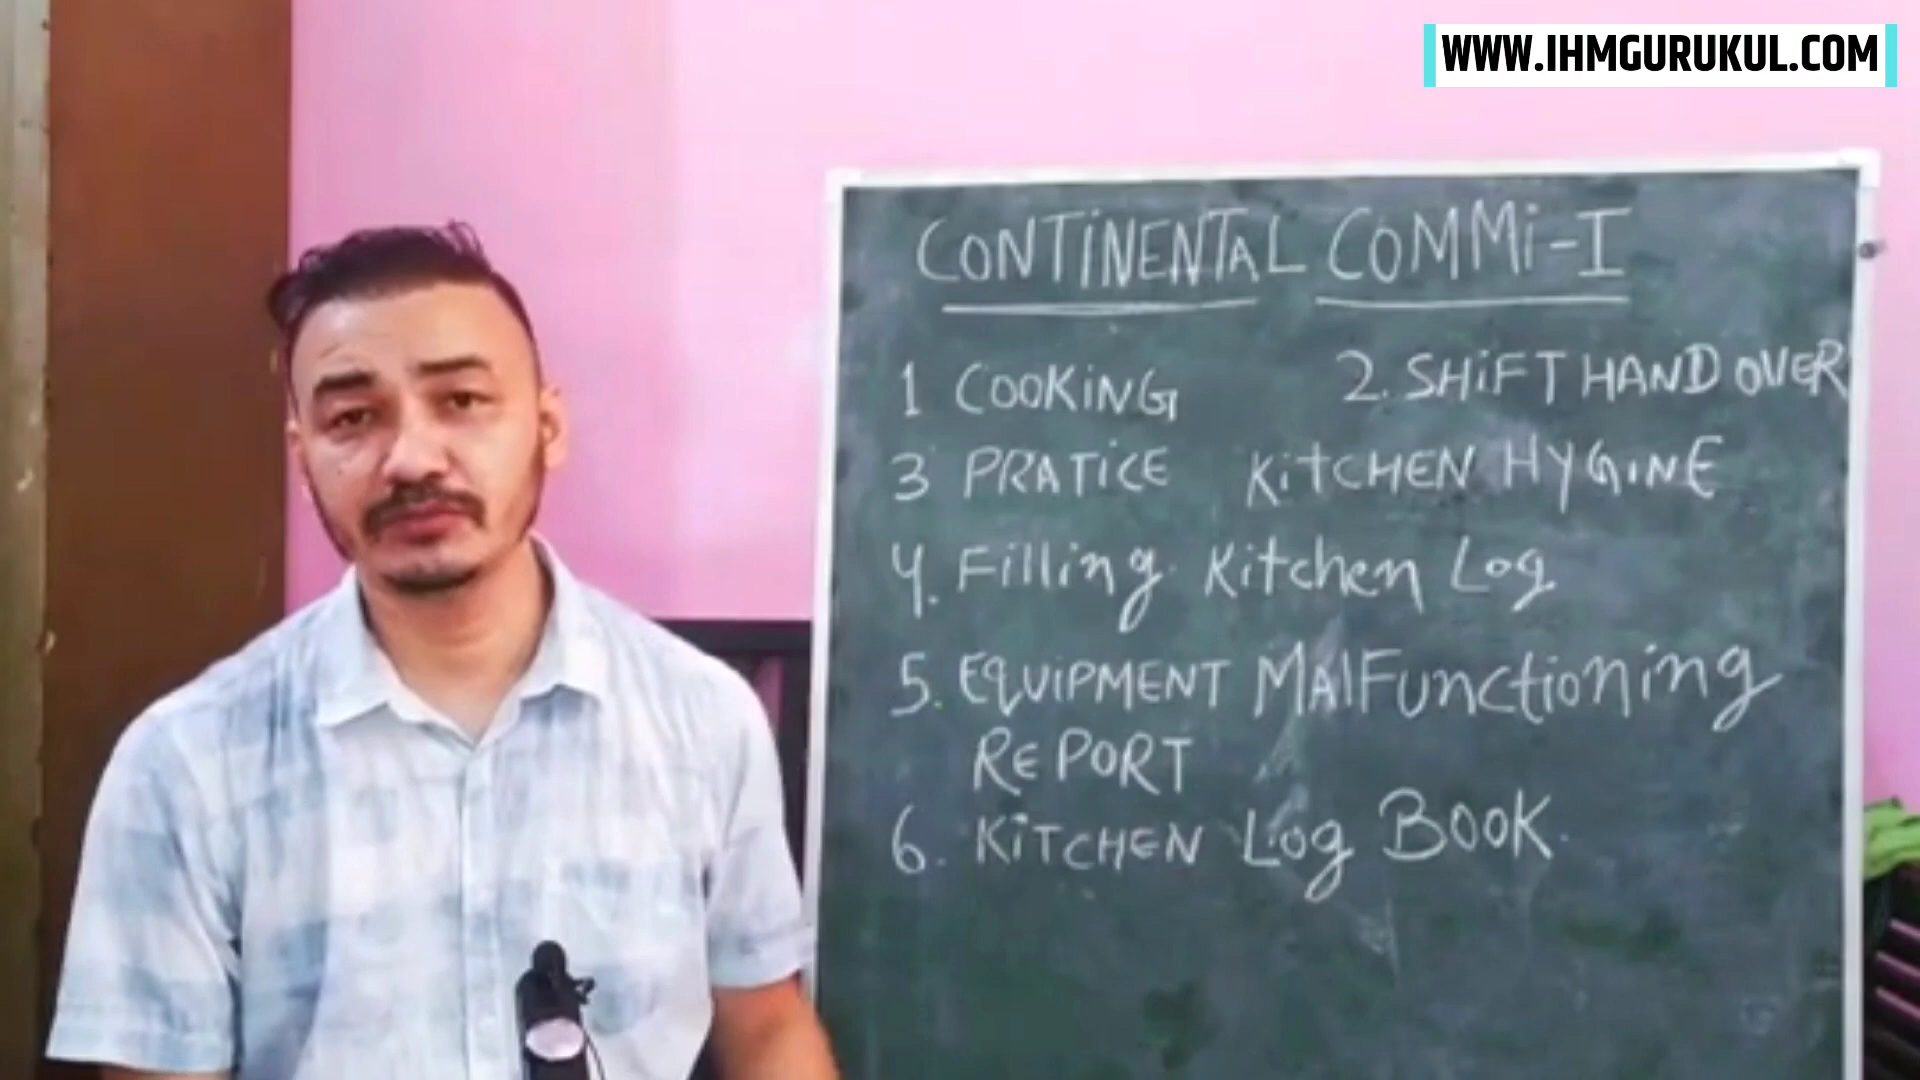 WWW.IHMGURUKUL.COM
CONTINENTAL COMMi-I
1 COOKING 2. SHiFT HAND OVER
3 PRATICE KiTCHEN HYGINE
4. Filling Kitchen Log
5. EQUIPMENT MAlFunctioning
REPORT
6. KiTCHEN Log BOOK.